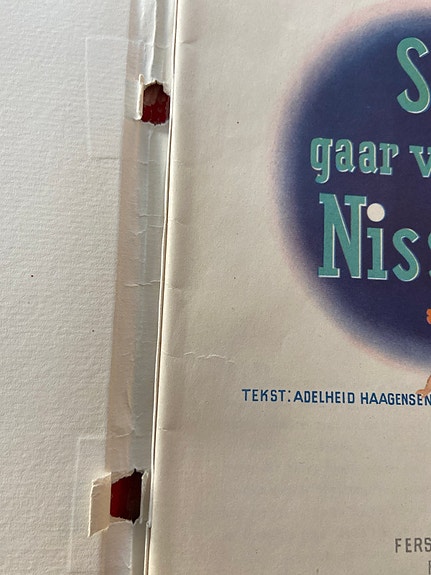 S
gaar v
Niss
TEKST: ADELHEID HAAGENSEN
FERS